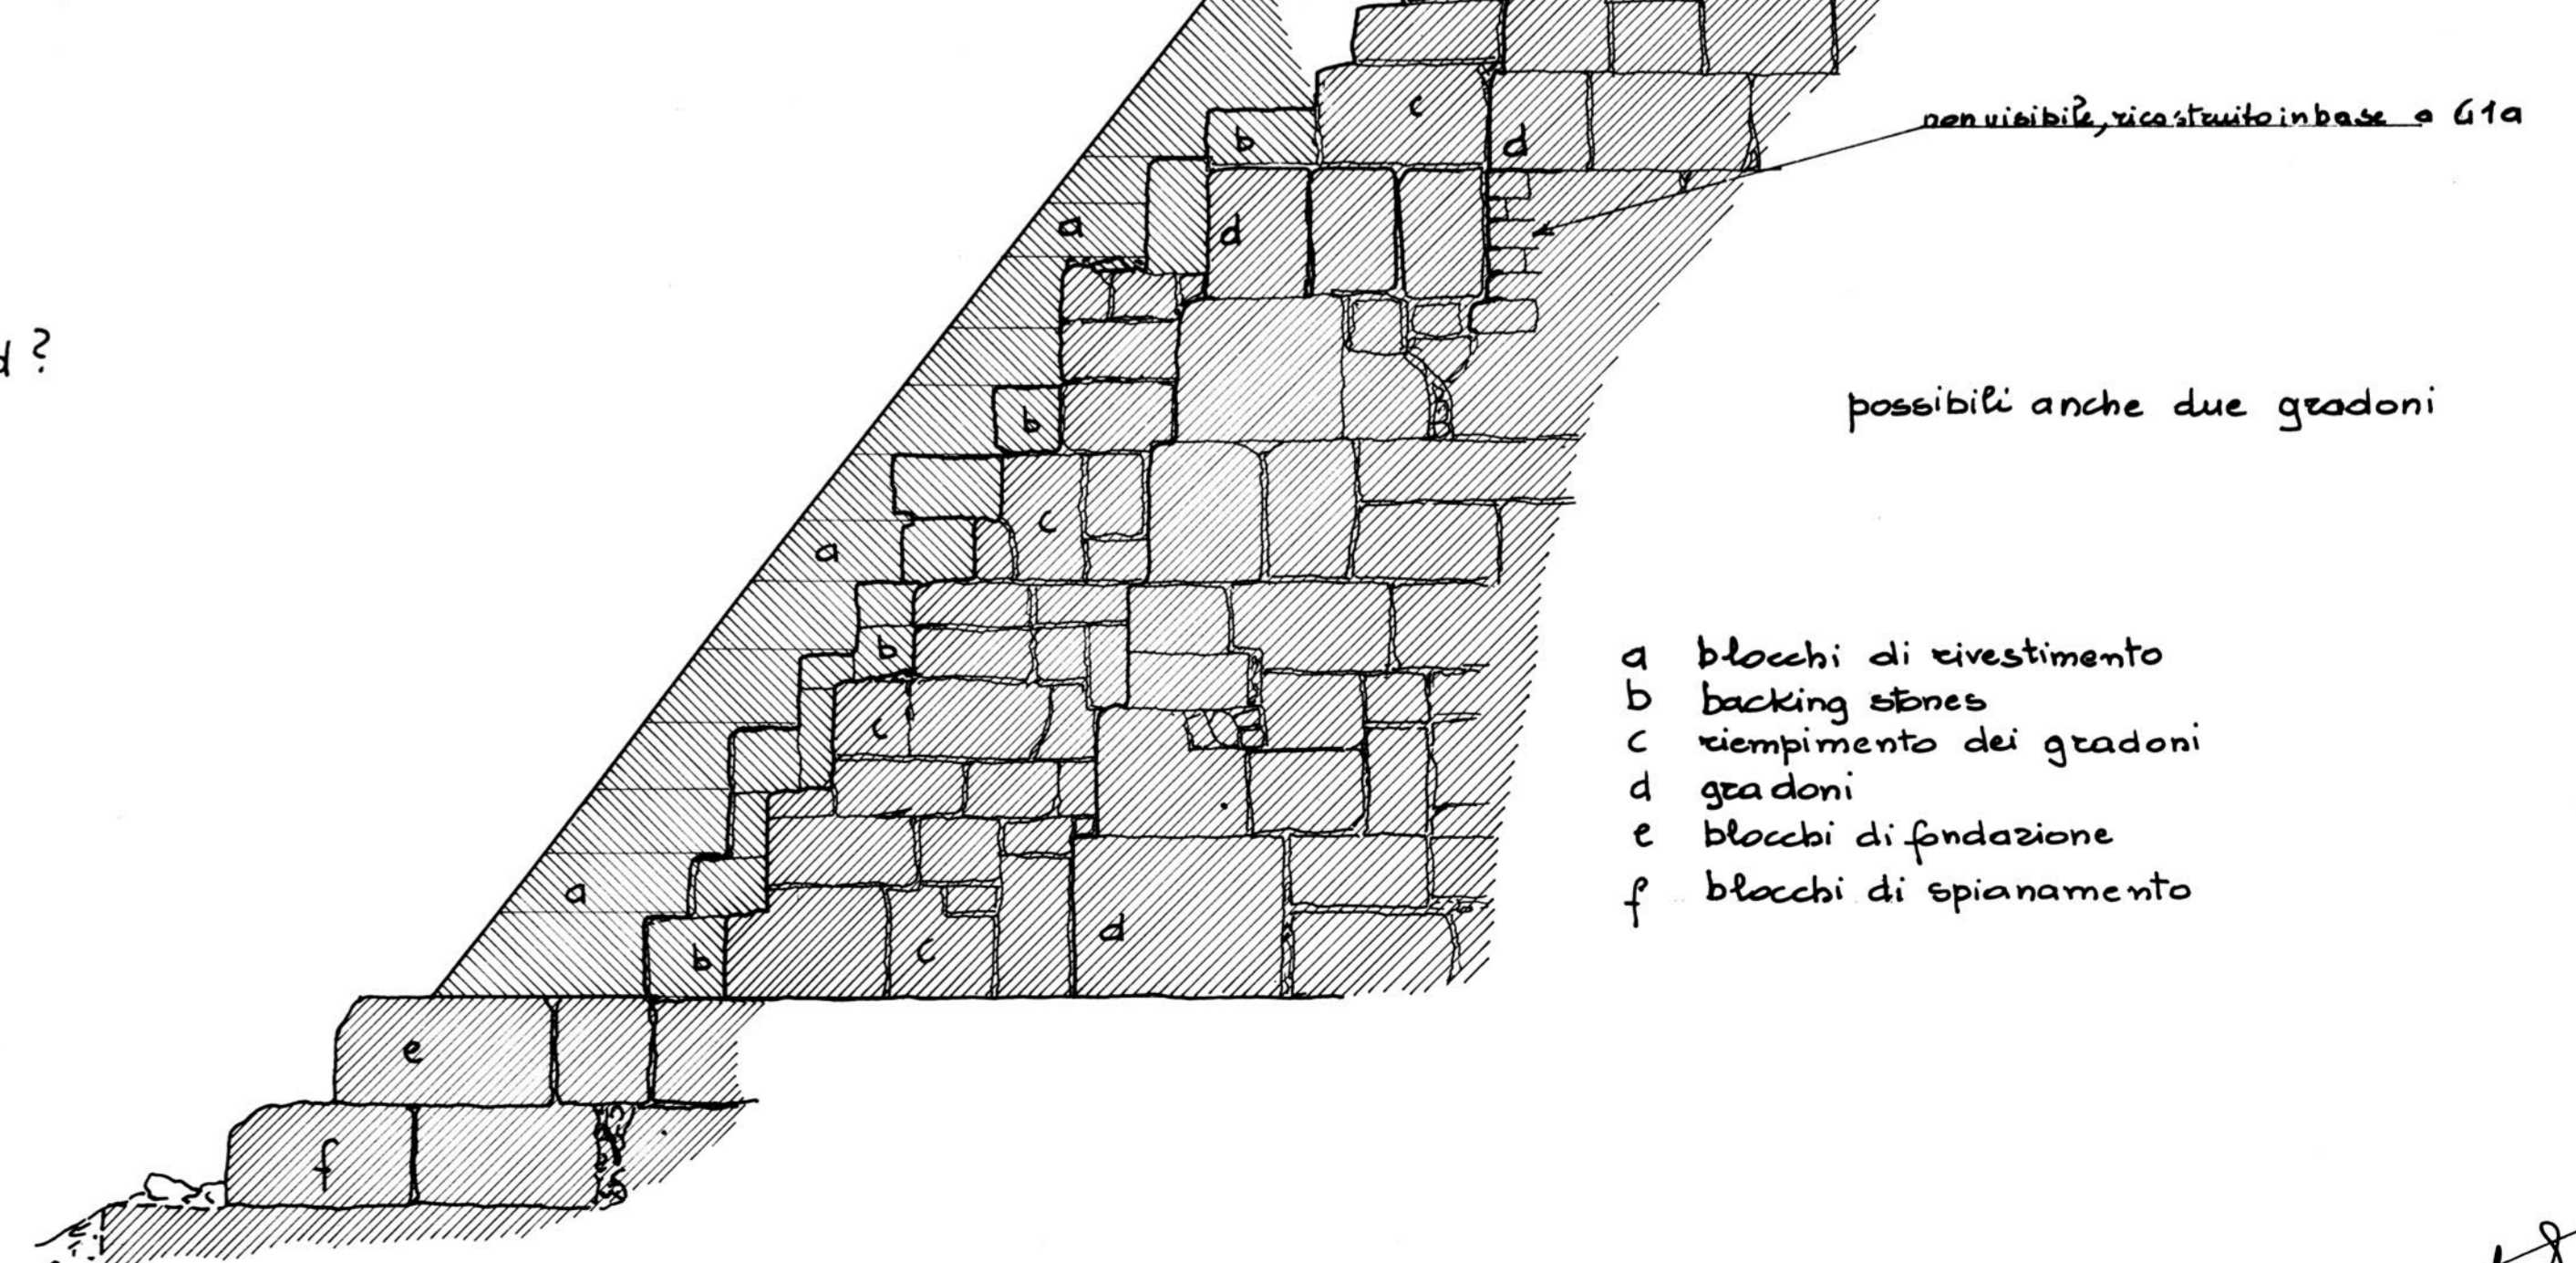 c
non visibile, ricostruito in base a G1a
b
d
a
d
d ?
b
possibili anche due gradoni
c
a
b
a blocchi di rivestimento
b backing stones
c
c riempimento dei gradoni
d gradoni
a
e blocchi di fondazione
d
f blocchi di spianamento
b
c
e
f